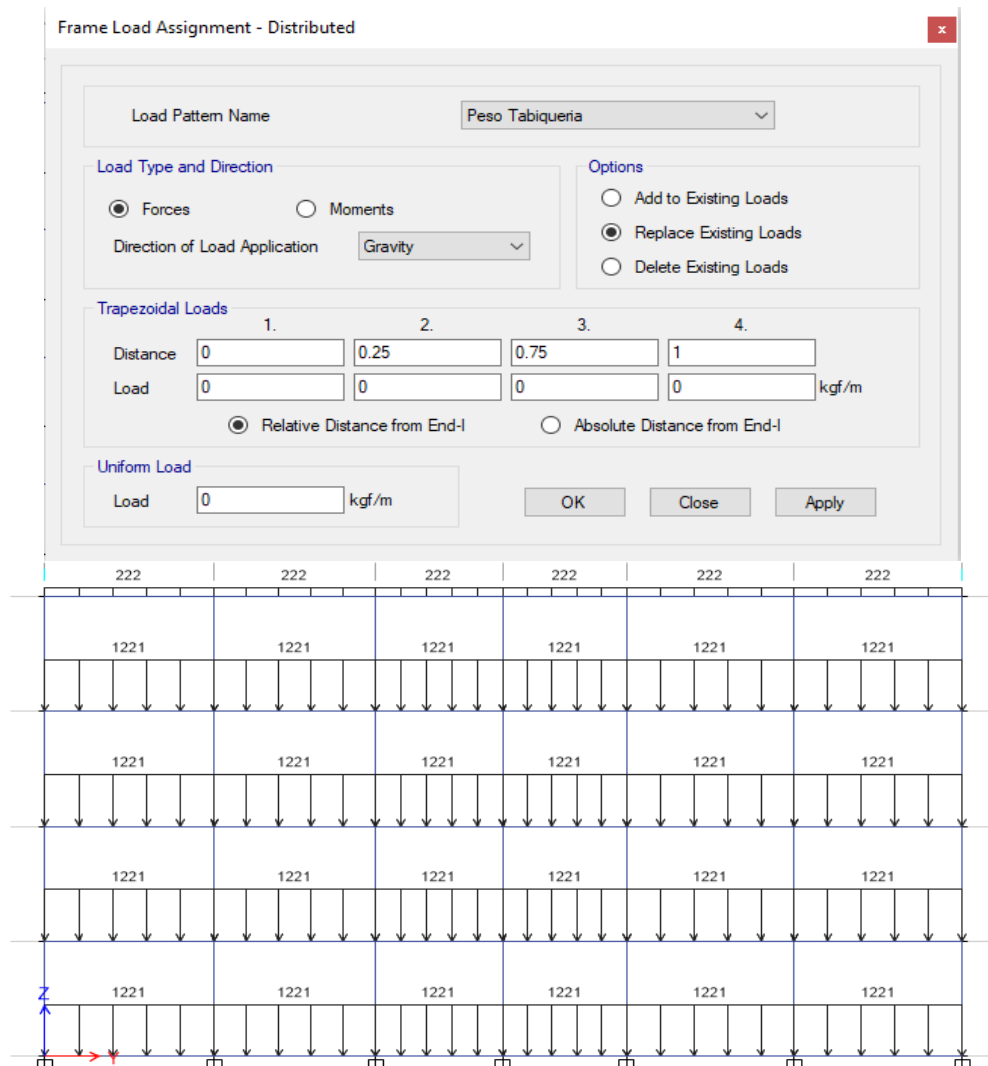 Frame Load Assignment - Distributed
x
Load Pattern Name Peso Tabiqueria
Load Type and Direction
Forces Moments
Direction of Load Application Gravity
Options
Add to Existing Loads
Replace Existing Loads
Delete Existing Loads
Trapezoidal Loads
1. 2. 3. 4.
Distance 0 0.25 0.75 1
Load 0 0 0 0 kgf/m
Relative Distance from End-I Absolute Distance from End-I
Uniform Load
Load 0 kgf/m
OK Close Apply
222 222 222 222 222 222
1221 1221 1221 1221 1221 1221
1221 1221 1221 1221 1221 1221
1221 1221 1221 1221 1221 1221
Z 1221 1221 1221 1221 1221 1221
Y